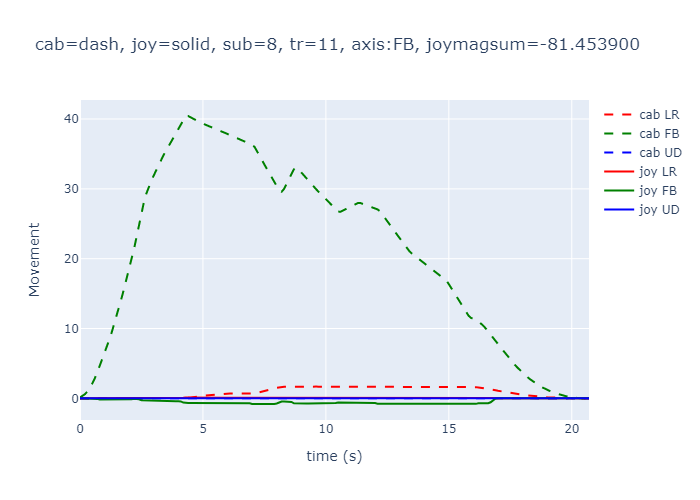 cab=dash, joy=solid, sub=8, tr=11, axis:FB, joymagsum=-81.453900
cab LR
cab FB
cab UD
joy LR
joy FB
joy UD
Movement
40
30
20
10
0
0 5 10 15 20
time (s)